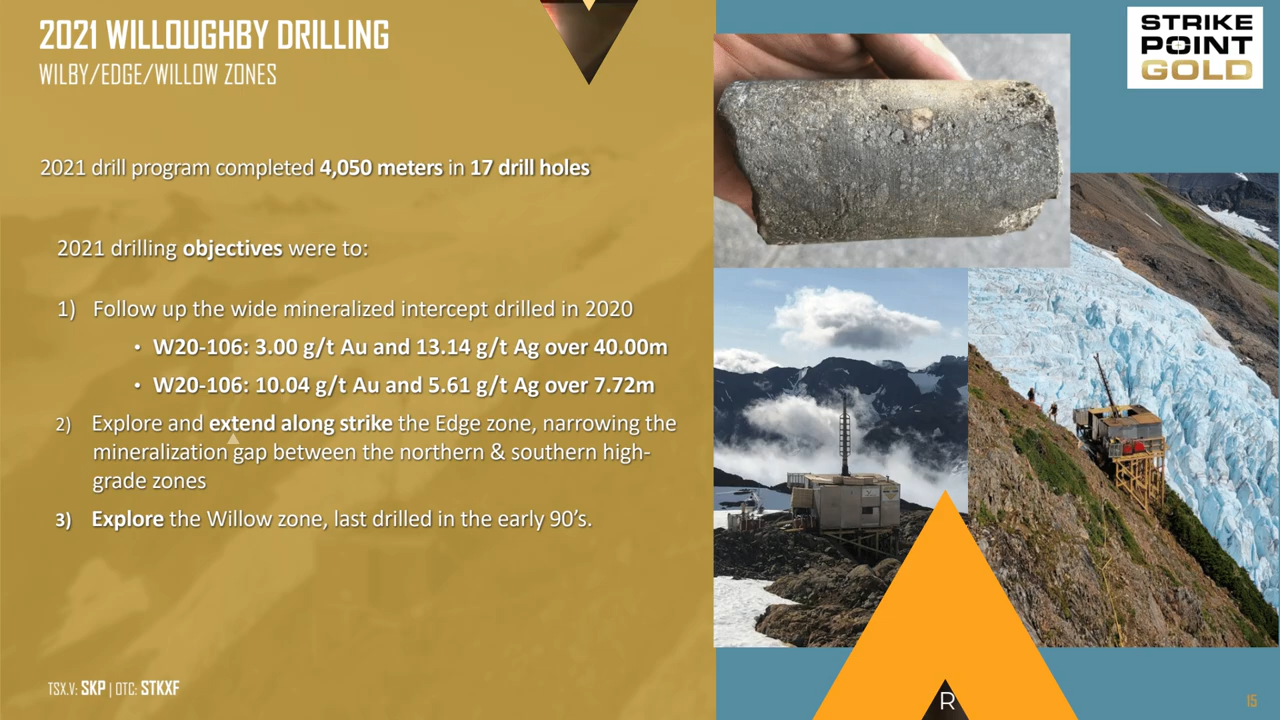 2021 WILLOUGHBY DRILLING
WILBY/EDGE/WILLOW ZONES
STRIKE
POINT
GOLD
2021 drill program completed 4,050 meters in 17 drill holes
2021 drilling objectives were to:
1) Follow up the wide mineralized intercept drilled in 2020
• W20-106: 3.00 g/t Au and 13.14 g/t Ag over 40.00m
• W20-106: 10.04 g/t Au and 5.61 g/t Ag over 7.72m
2) Explore and extend along strike the Edge zone, narrowing the
mineralization gap between the northern & southern high-
grade zones
3) Explore the Willow zone, last drilled in the early 90’s.
TSX.V: SKP | OTC: STKXF
R
15